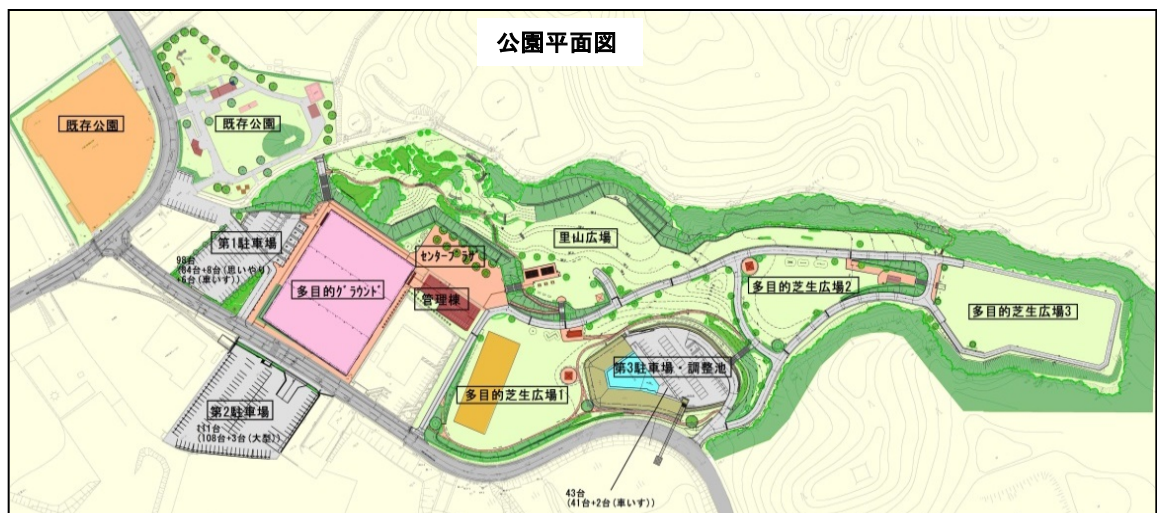 公園平面図
既存公園
既存公園
第1駐車場
98台
(84台+8台(思いやり)
+6台(車いす))
多目的ｸﾞﾗｳﾝﾄﾞ
ｾﾝﾀｰﾌﾟﾗｻﾞ
管理棟
里山広場
多目的芝生広場2
多目的芝生広場3
第3駐車場・調整池
多目的芝生広場1
第2駐車場
111台
(108台+3台(大型))
43台
(41台+2台(車いす))